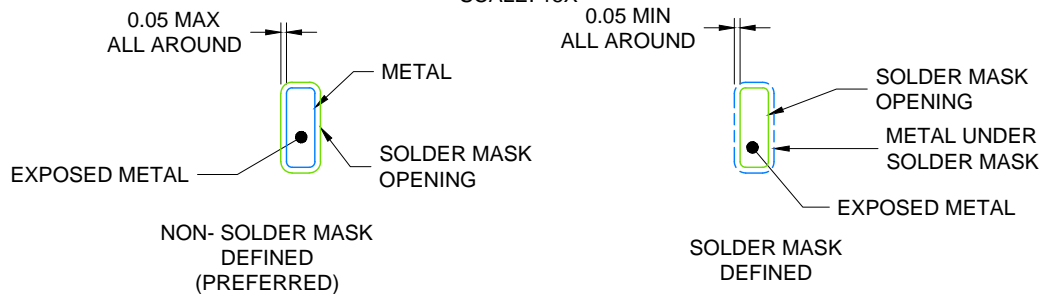 0.05 MAX
ALL AROUND
METAL
EXPOSED METAL
SOLDER MASK
OPENING
NON- SOLDER MASK
DEFINED
(PREFERRED)
0.05 MIN
ALL AROUND
SOLDER MASK
OPENING
METAL UNDER
SOLDER MASK
EXPOSED METAL
SOLDER MASK
DEFINED